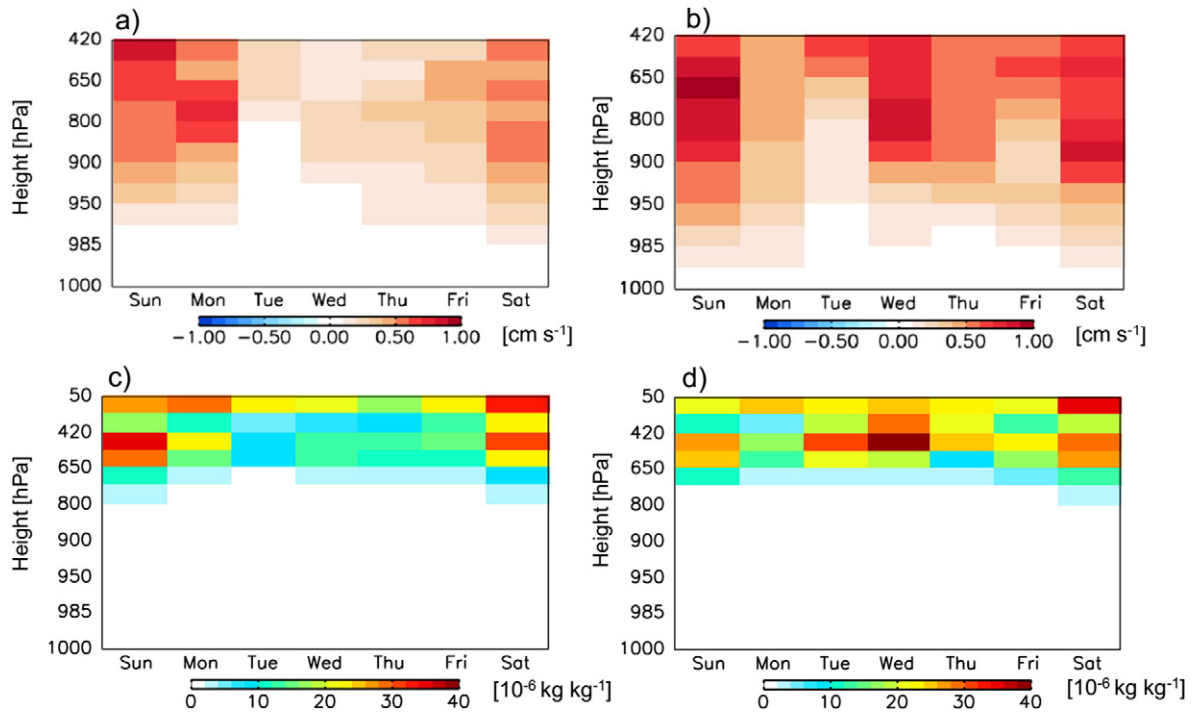 a)
Height [hPa]
420
650
800
900
950
985
1000
Sun Mon Tue Wed Thu Fri Sat
−1.00 −0.50 0.00 0.50 1.00 [cm s⁻¹]
b)
Height [hPa]
420
650
800
900
950
985
1000
Sun Mon Tue Wed Thu Fri Sat
−1.00 −0.50 0.00 0.50 1.00 [cm s⁻¹]
c)
Height [hPa]
50
420
650
800
900
950
985
1000
Sun Mon Tue Wed Thu Fri Sat
0 10 20 30 40 [10⁻⁶ kg kg⁻¹]
d)
Height [hPa]
50
420
650
800
900
950
985
1000
Sun Mon Tue Wed Thu Fri Sat
0 10 20 30 40 [10⁻⁶ kg kg⁻¹]